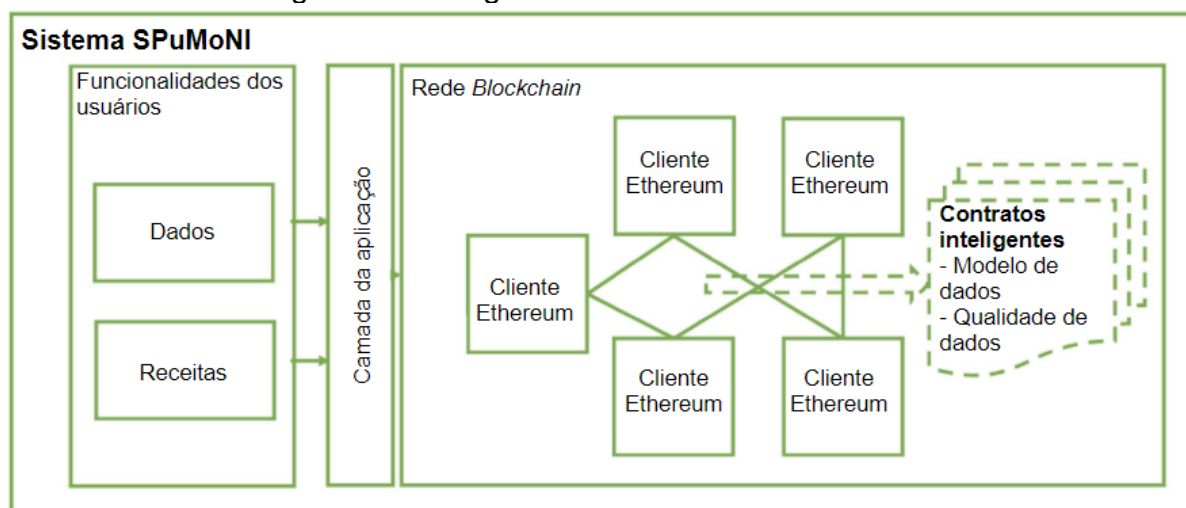 Sistema SPuMoNI
Funcionalidades dos
usuários
Dados
Receitas
Camada da aplicação
Rede Blockchain
Cliente
Ethereum
Cliente
Ethereum
Cliente
Ethereum
Cliente
Ethereum
Cliente
Ethereum
Contratos
inteligentes
- Modelo de
dados
- Qualidade de
dados